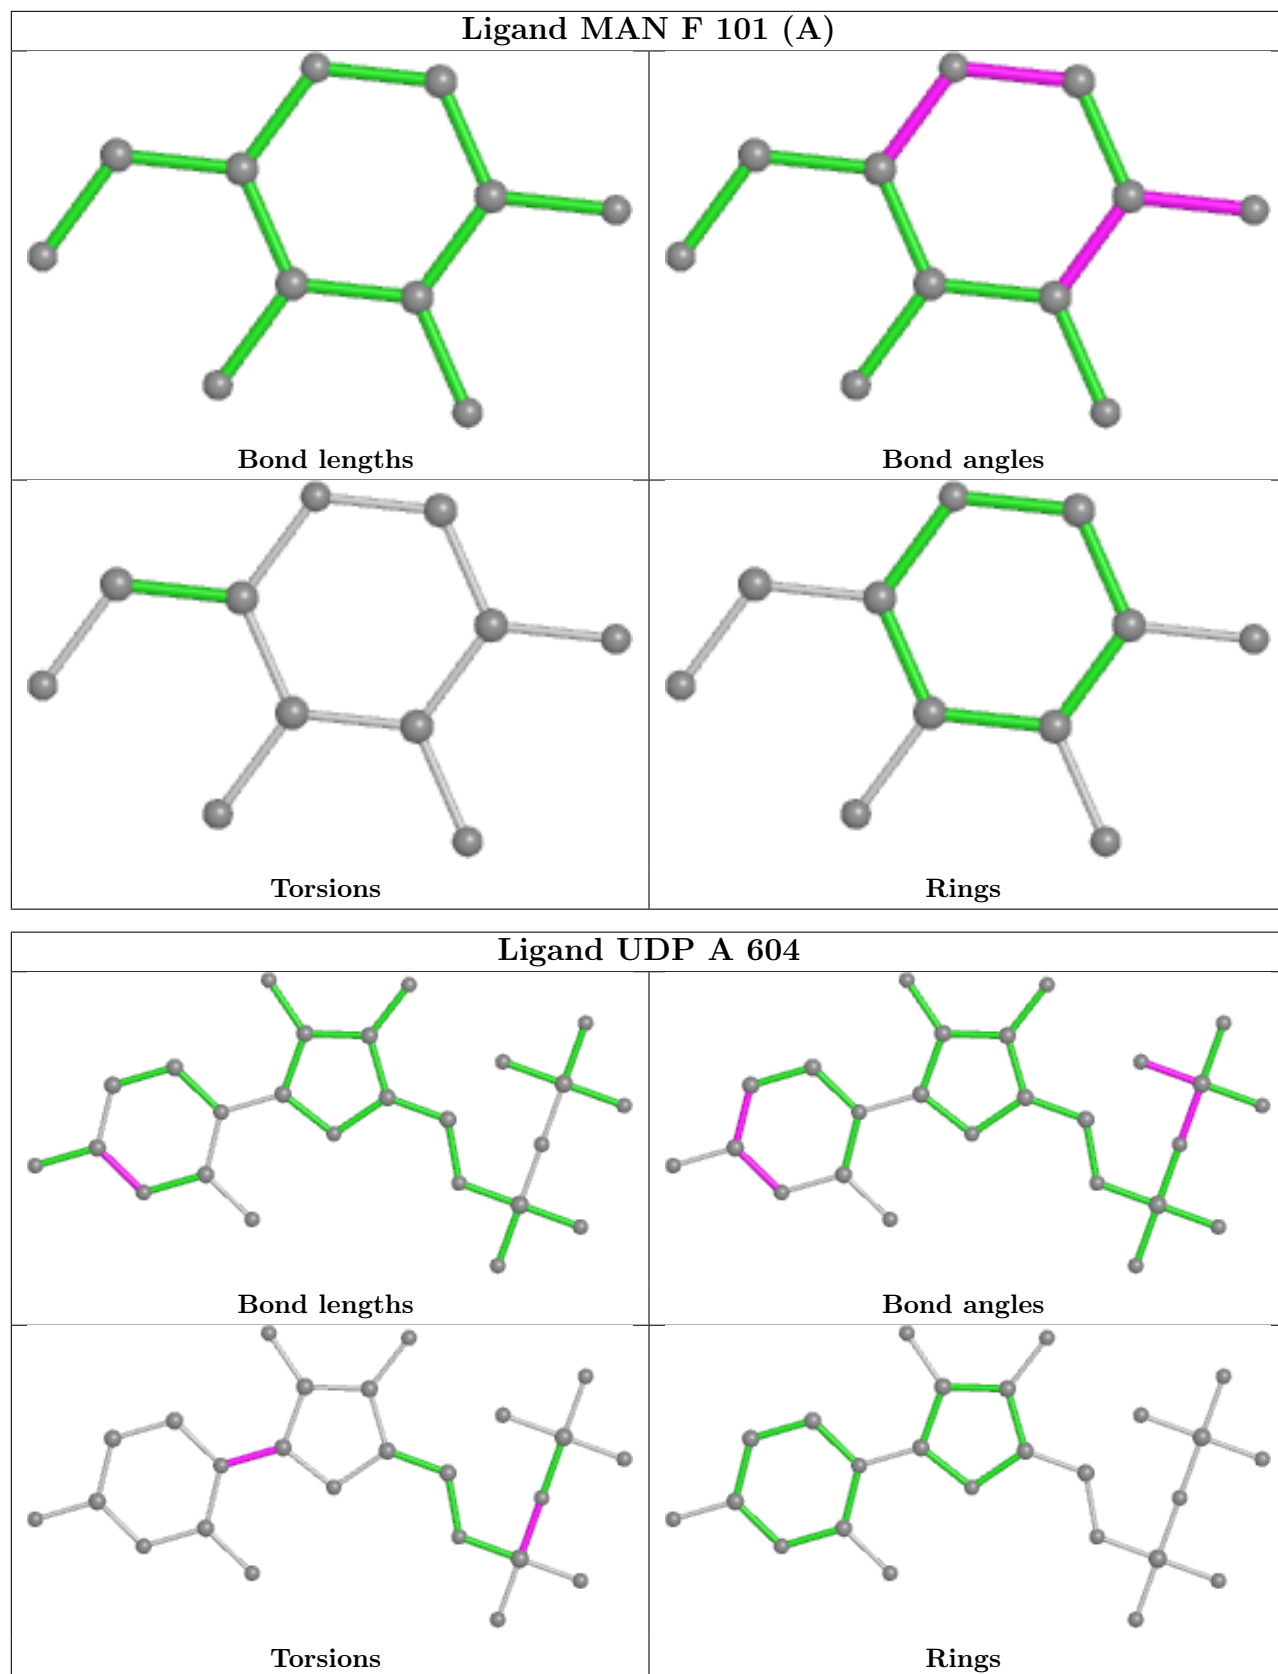 Ligand MAN F 101 (A)
Bond lengths
Bond angles
Torsions
Rings
Ligand UDP A 604
Bond lengths
Bond angles
Torsions
Rings